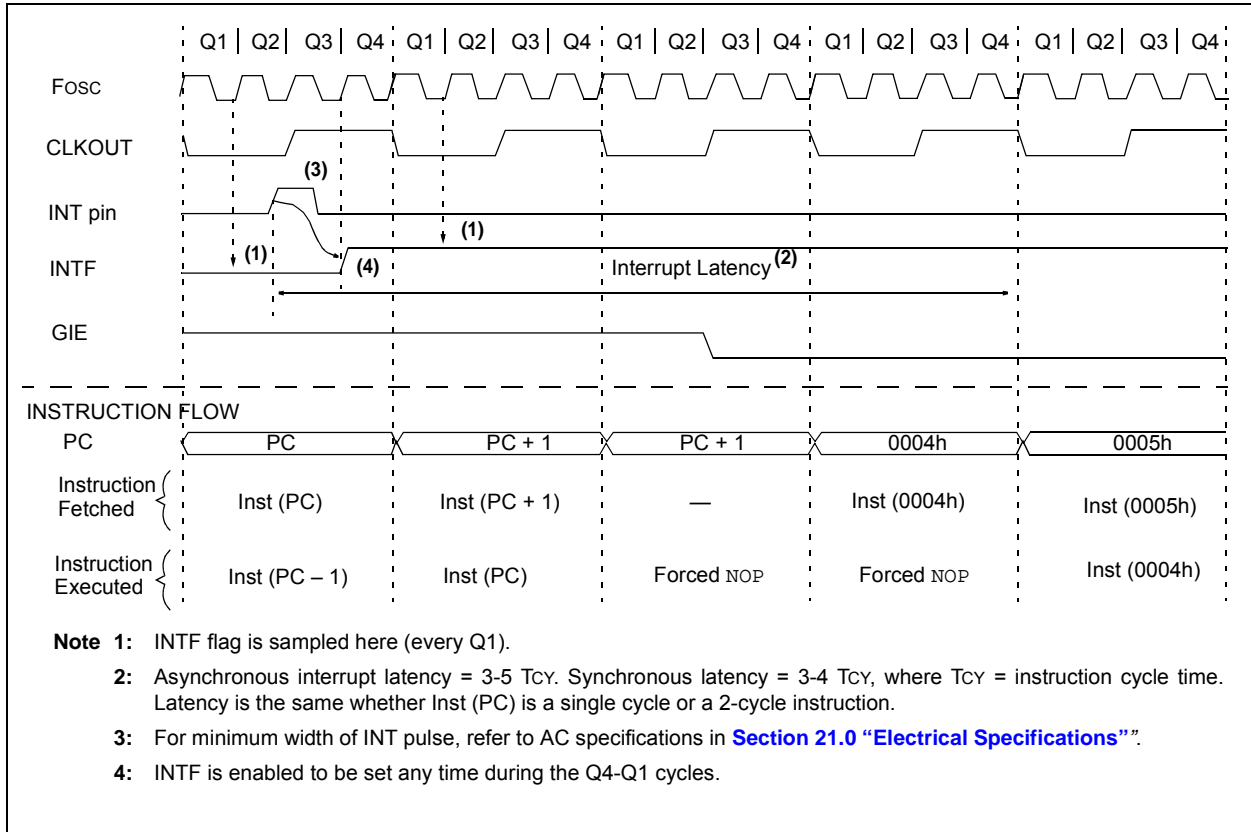 Q1 Q2 Q3 Q4 Q1 Q2 Q3 Q4 Q1 Q2 Q3 Q4 Q1 Q2 Q3 Q4 Q1 Q2 Q3 Q4
FOSC
CLKOUT
(3)
INT pin
(1)
(1)
INTF
(4)
Interrupt Latency(2)
GIE
INSTRUCTION FLOW
PC PC PC + 1 PC + 1 0004h 0005h
Instruction
Fetched
Inst (PC) Inst (PC + 1) — Inst (0004h) Inst (0005h)
Instruction
Executed
Inst (PC – 1) Inst (PC) Forced NOP Forced NOP Inst (0004h)
Note 1: INTF flag is sampled here (every Q1).
2: Asynchronous interrupt latency = 3-5 TCY. Synchronous latency = 3-4 TCY, where TCY = instruction cycle time.
Latency is the same whether Inst (PC) is a single cycle or a 2-cycle instruction.
3: For minimum width of INT pulse, refer to AC specifications in Section 21.0 “Electrical Specifications””.
4: INTF is enabled to be set any time during the Q4-Q1 cycles.